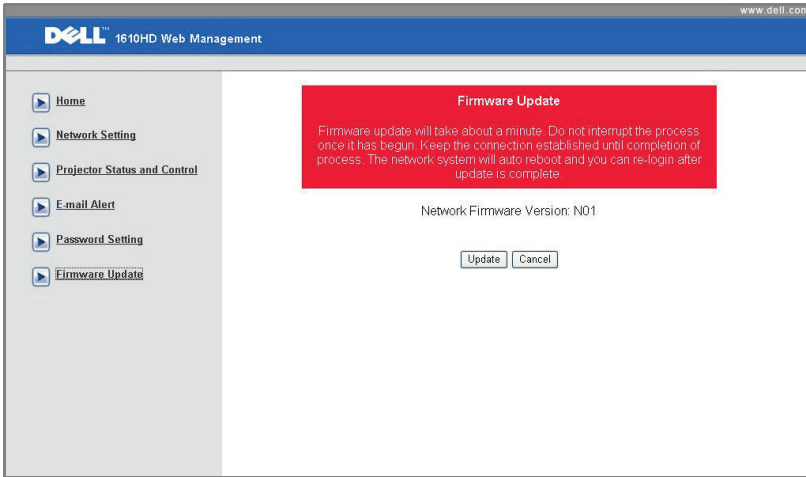 www.dell.com
DELL™ 1610HD Web Management
Home
Network Setting
Projector Status and Control
E-mail Alert
Password Setting
Firmware Update
Firmware Update
Firmware update will take about a minute. Do not interrupt the process
once it has begun. Keep the connection established until completion of
process. The network system will auto reboot and you can re-login after
update is complete.
Network Firmware Version: N01
Update Cancel